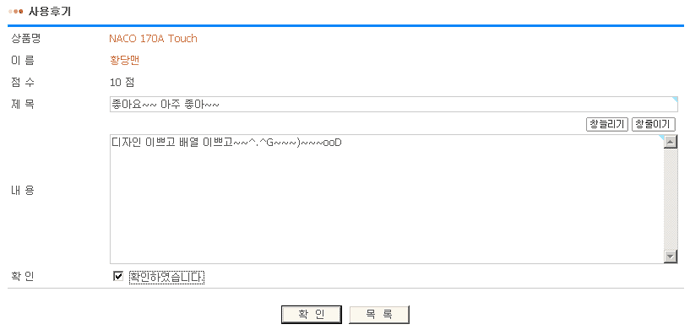 사용후기
상품명 NACO 170A Touch
이 름 황당맨
점 수 10 점
제 목 좋아요~~ 아주 좋아~~
창늘리기 창줄이기
내 용 디자인 이쁘고 배열 이쁘고~~^.^G~~~)~~~ooD
확 인 확인하였습니다.
확 인 목 록